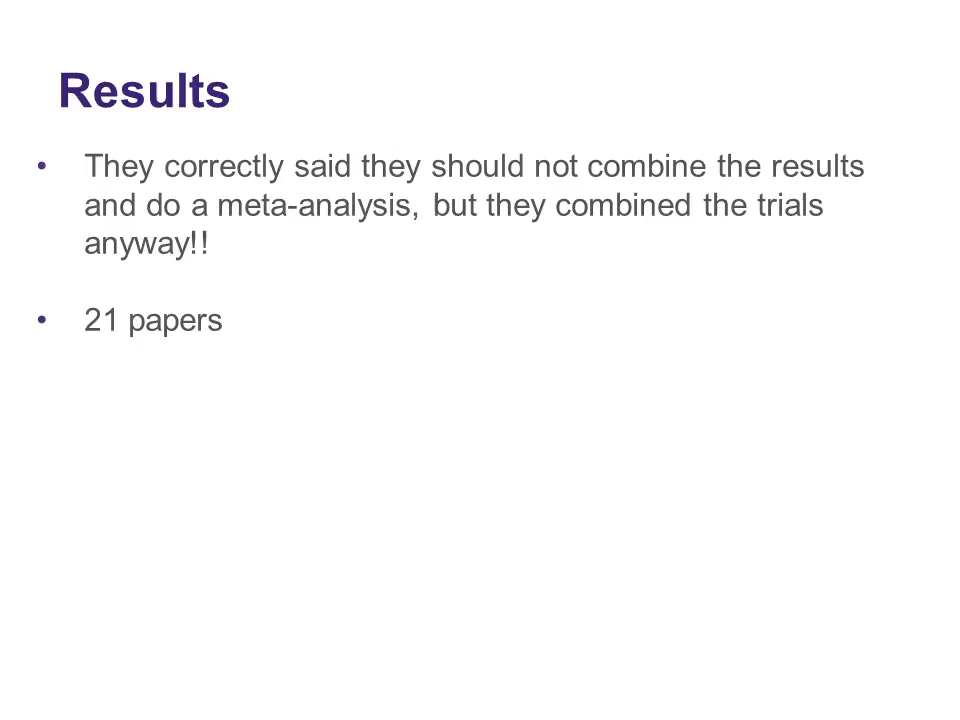 Results
• They correctly said they should not combine the results
and do a meta-analysis, but they combined the trials
anyway!!
• 21 papers